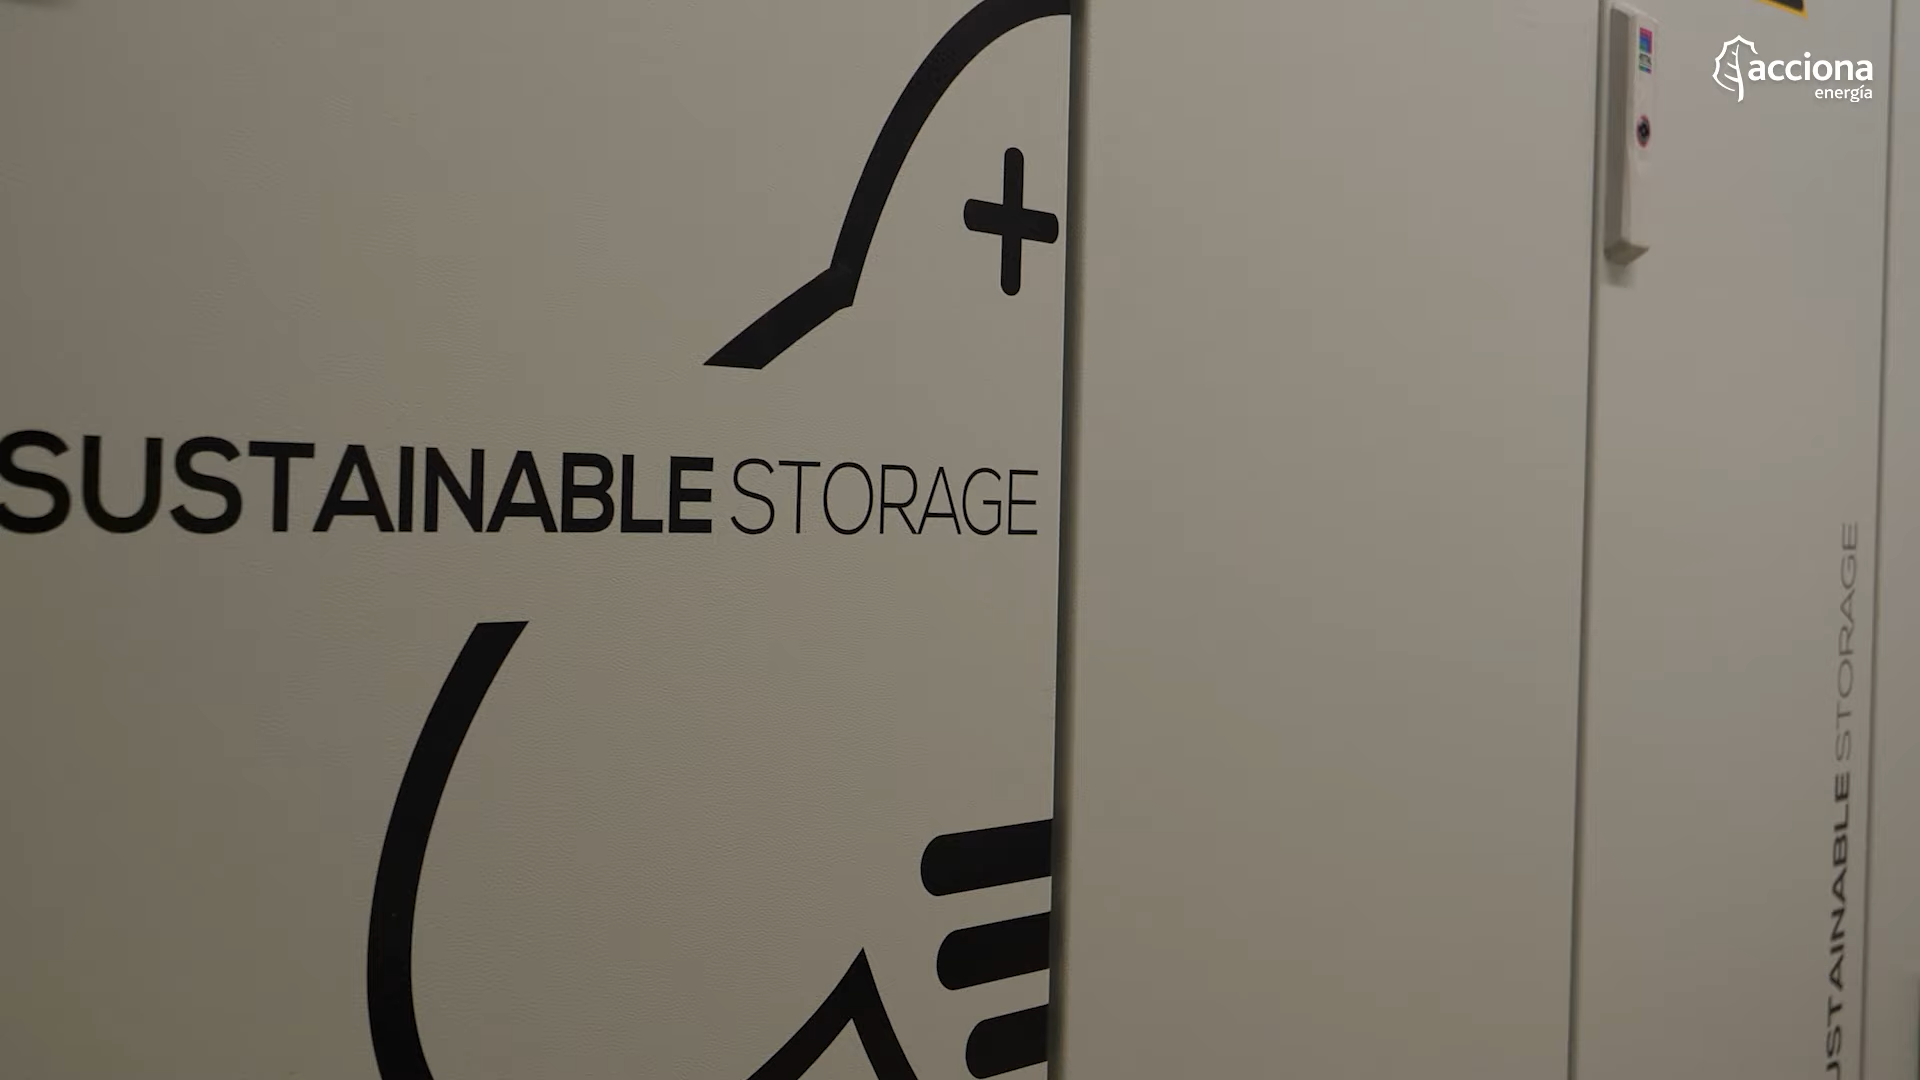 acciona
energía
SUSTAINABLE STORAGE
USTAINABLE STORAGE